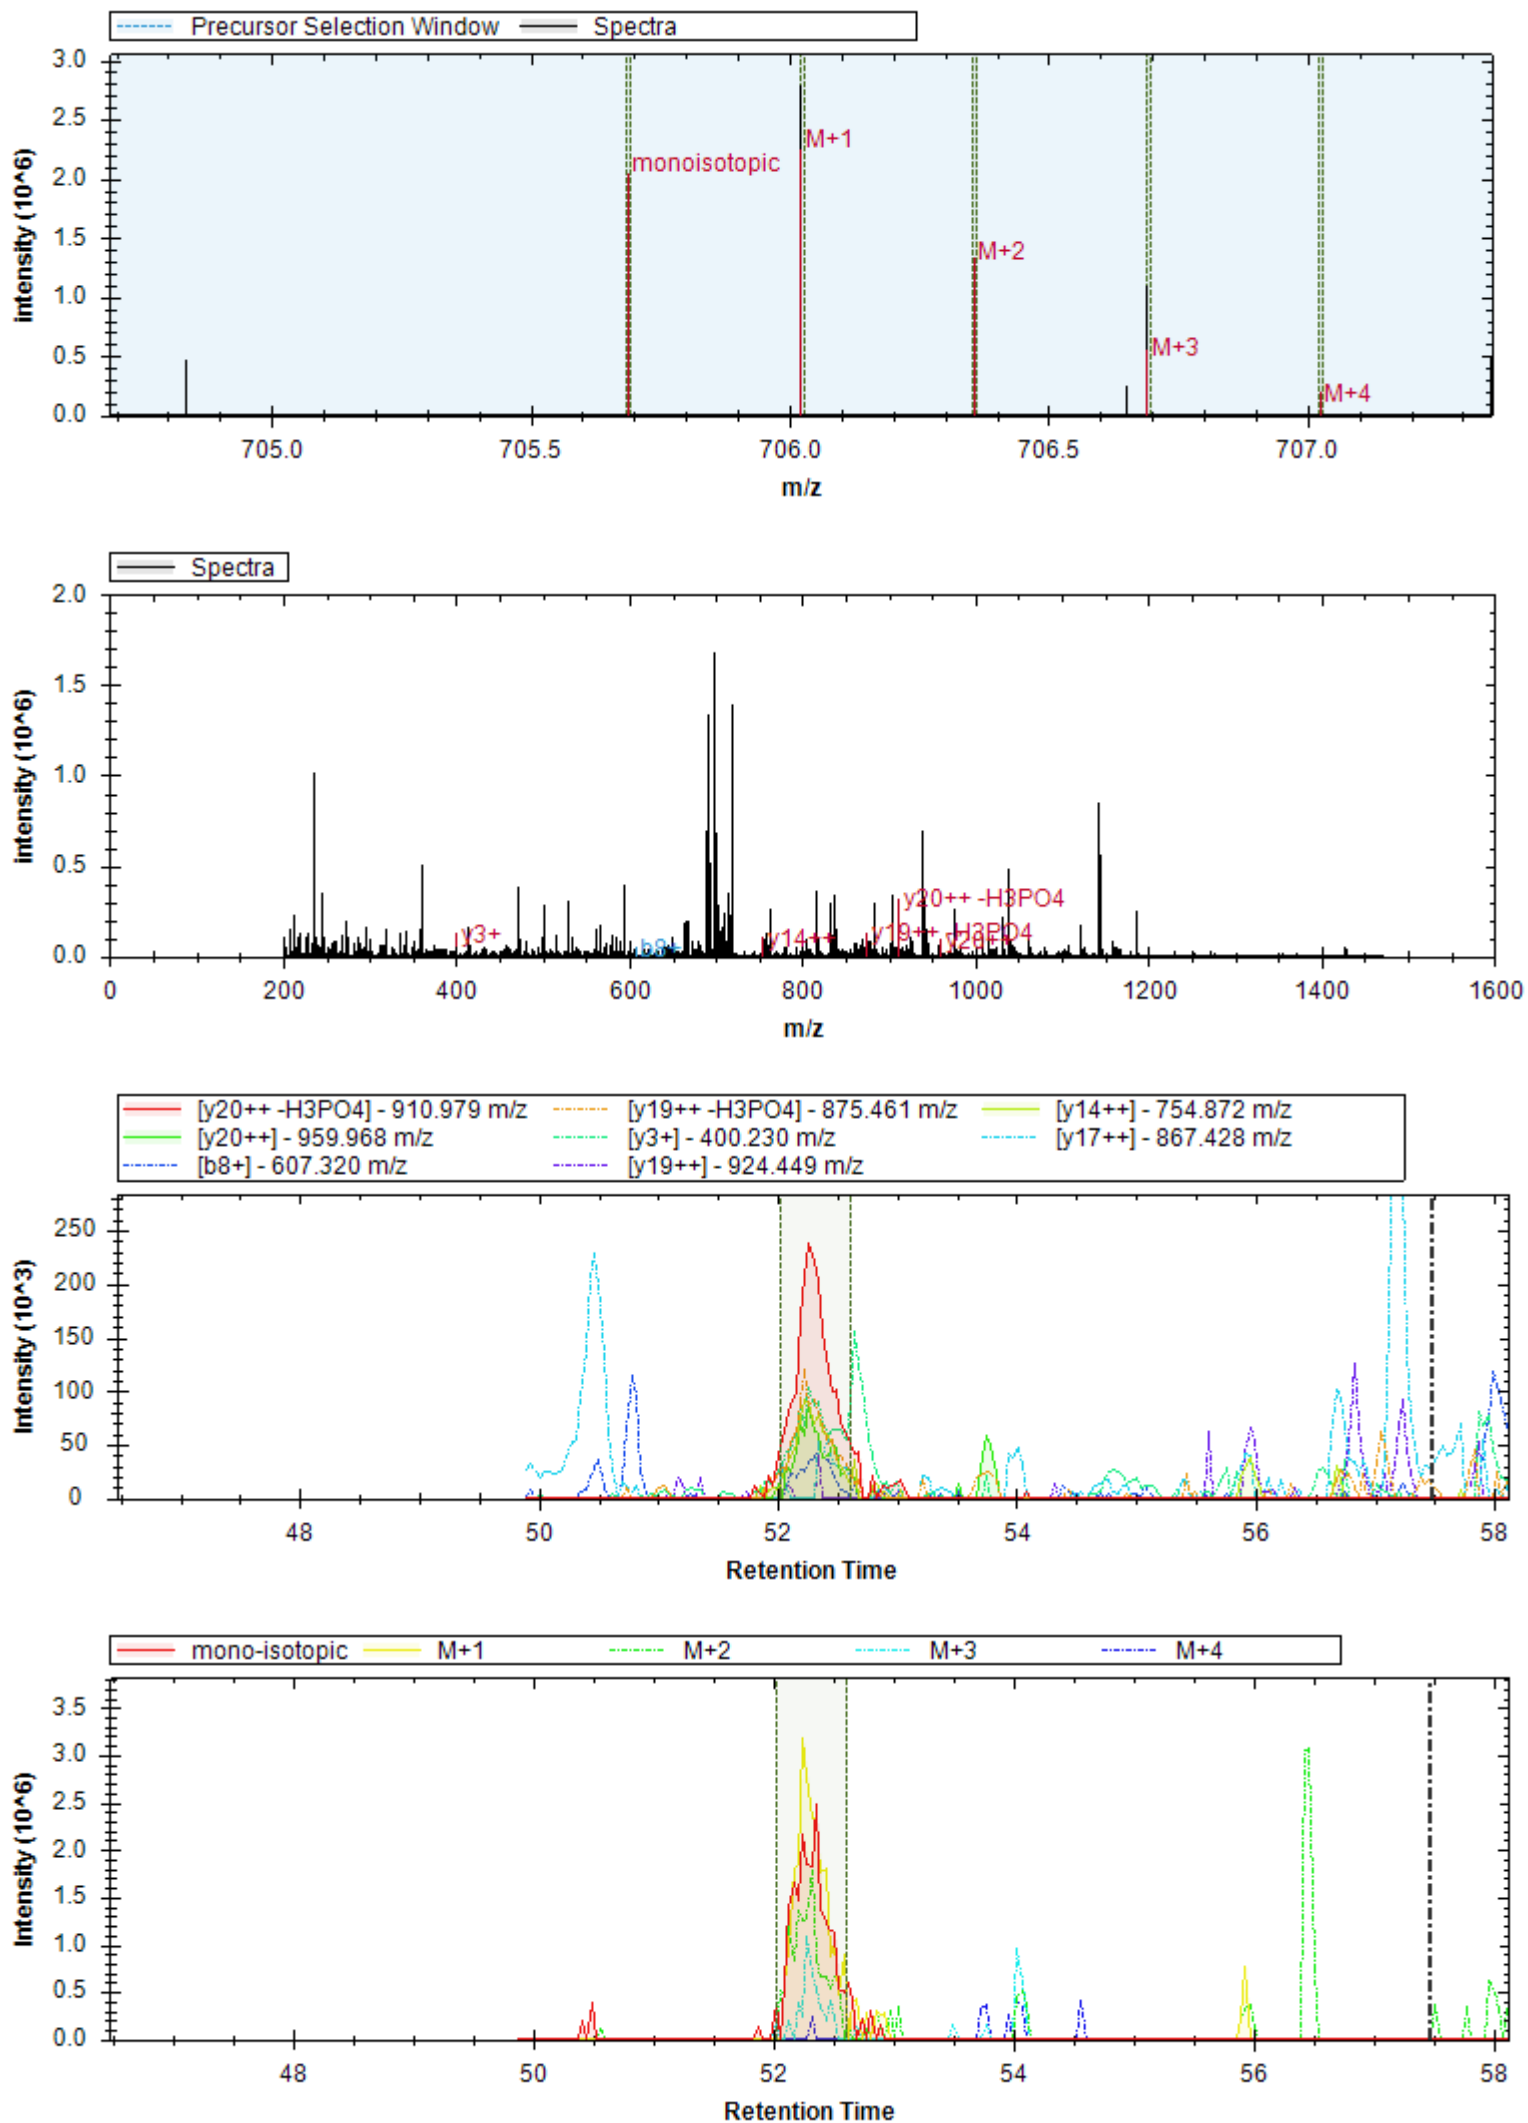 Precursor Selection Window Spectra
3.0
2.5
2.0
1.5
1.0
0.5
0.0
intensity (10^6)
monoisotopic
M+1
M+2
M+3
M+4
705.0 705.5 706.0 706.5 707.0
m/z
Spectra
2.0
1.5
1.0
0.5
0.0
intensity (10^6)
y3+
b8+
y14++
y20++ -H3PO4
y19++ -H3PO4
y20++
0 200 400 600 800 1000 1200 1400 1600
m/z
[y20++ -H3PO4] - 910.979 m/z [y19++ -H3PO4] - 875.461 m/z [y14++] - 754.872 m/z
[y20++] - 959.968 m/z [y3+] - 400.230 m/z [y17++] - 867.428 m/z
[b8+] - 607.320 m/z [y19++] - 924.449 m/z
250
200
150
100
50
0
Intensity (10^3)
48 50 52 54 56 58
Retention Time
mono-isotopic M+1 M+2 M+3 M+4
3.5
3.0
2.5
2.0
1.5
1.0
0.5
0.0
Intensity (10^6)
48 50 52 54 56 58
Retention Time